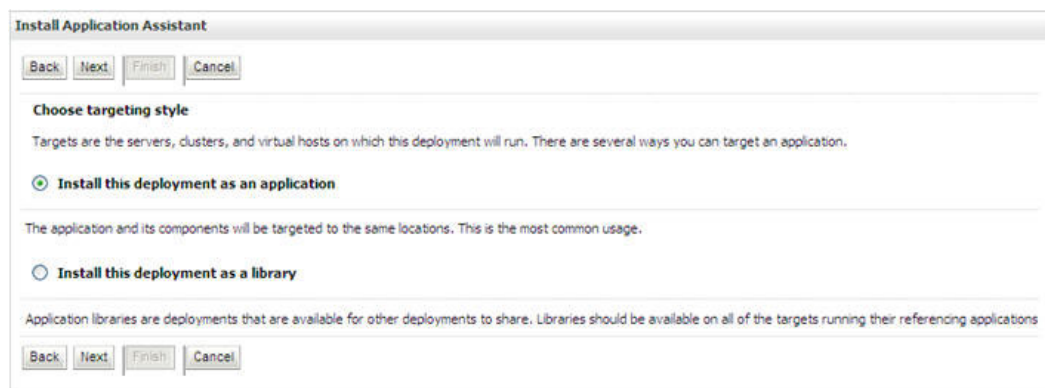 Install Application Assistant
Back Next Finish Cancel
Choose targeting style
Targets are the servers, clusters, and virtual hosts on which this deployment will run. There are several ways you can target an application.
Install this deployment as an application
The application and its components will be targeted to the same locations. This is the most common usage.
Install this deployment as a library
Application libraries are deployments that are available for other deployments to share. Libraries should be available on all of the targets running their referencing applications
Back Next Finish Cancel